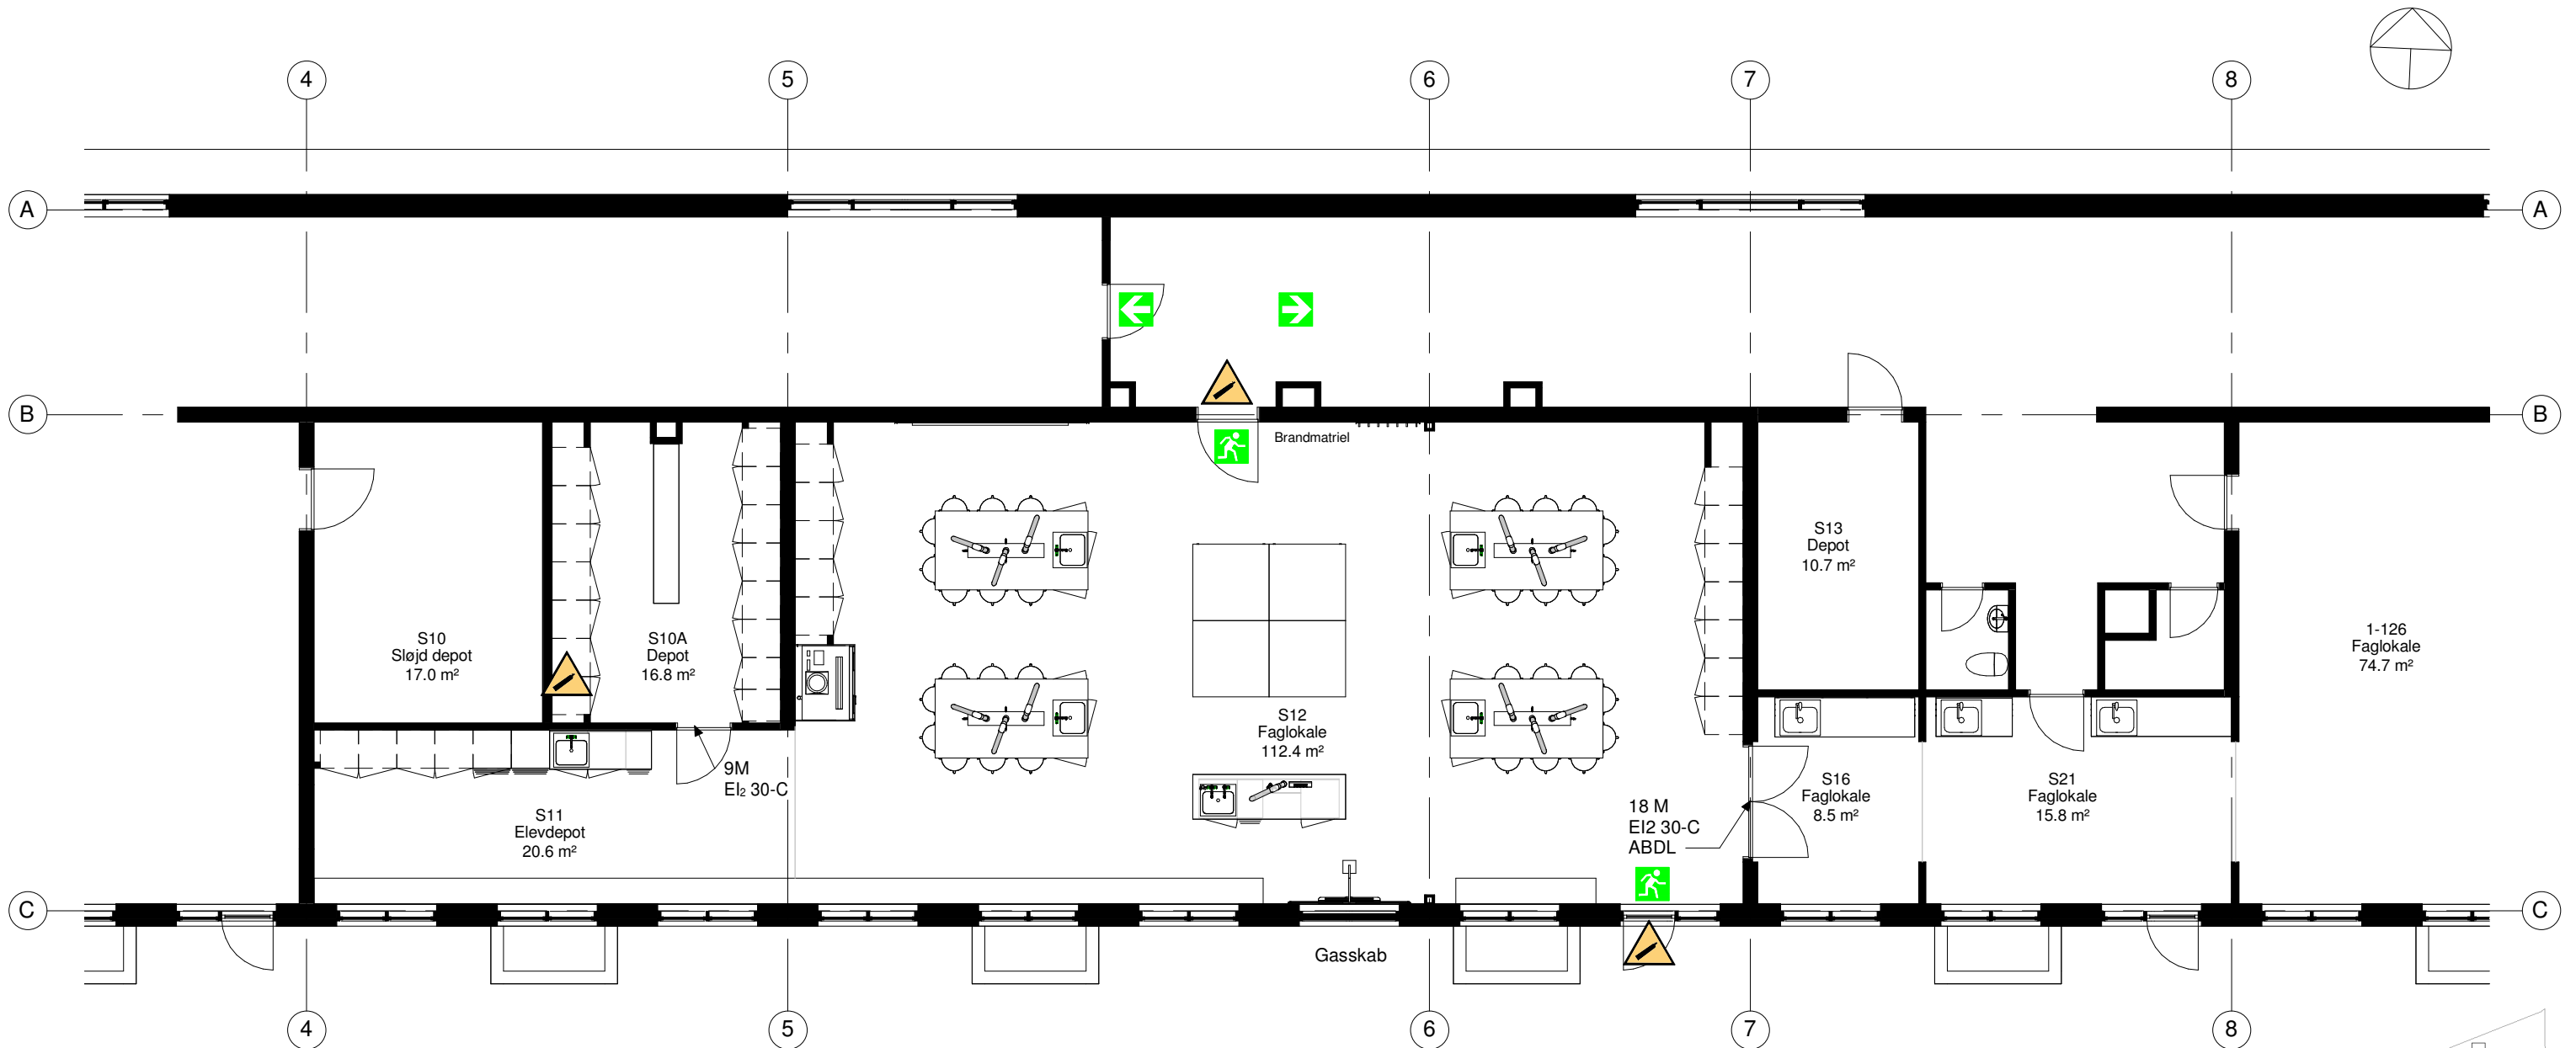 4
5
6
7
8
A
A
B
B
Brandmatriel
S10
Sløjd depot
17.0 m²
S10A
Depot
16.8 m²
S13
Depot
10.7 m²
1-126
Faglokale
74.7 m²
S12
Faglokale
112.4 m²
9M
EI₂ 30-C
S11
Elevdepot
20.6 m²
18 M
EI2 30-C
ABDL
S16
Faglokale
8.5 m²
S21
Faglokale
15.8 m²
C
C
Gasskab
4
5
6
7
8